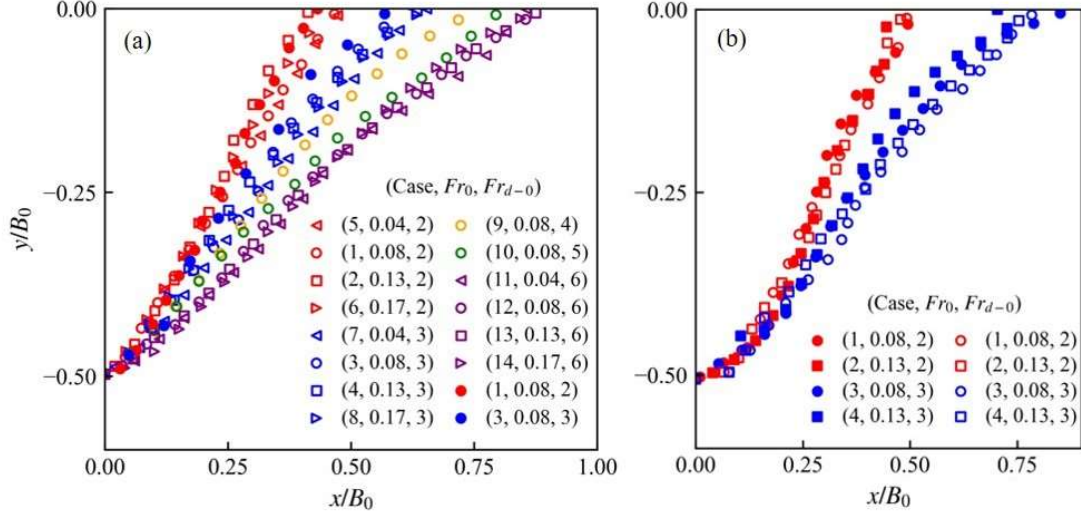 (a)
0.00
−0.25
−0.50
y/B₀
(Case, Fr₀, Fr_d−0)
(5, 0.04, 2) (9, 0.08, 4)
(1, 0.08, 2) (10, 0.08, 5)
(2, 0.13, 2) (11, 0.04, 6)
(6, 0.17, 2) (12, 0.08, 6)
(7, 0.04, 3) (13, 0.13, 6)
(3, 0.08, 3) (14, 0.17, 6)
(4, 0.13, 3) (1, 0.08, 2)
(8, 0.17, 3) (3, 0.08, 3)
0.00 0.25 0.50 0.75 1.00
x/B₀
(b)
0.00
−0.25
−0.50
(Case, Fr₀, Fr_d−0)
(1, 0.08, 2) (1, 0.08, 2)
(2, 0.13, 2) (2, 0.13, 2)
(3, 0.08, 3) (3, 0.08, 3)
(4, 0.13, 3) (4, 0.13, 3)
0.00 0.25 0.50 0.75
x/B₀